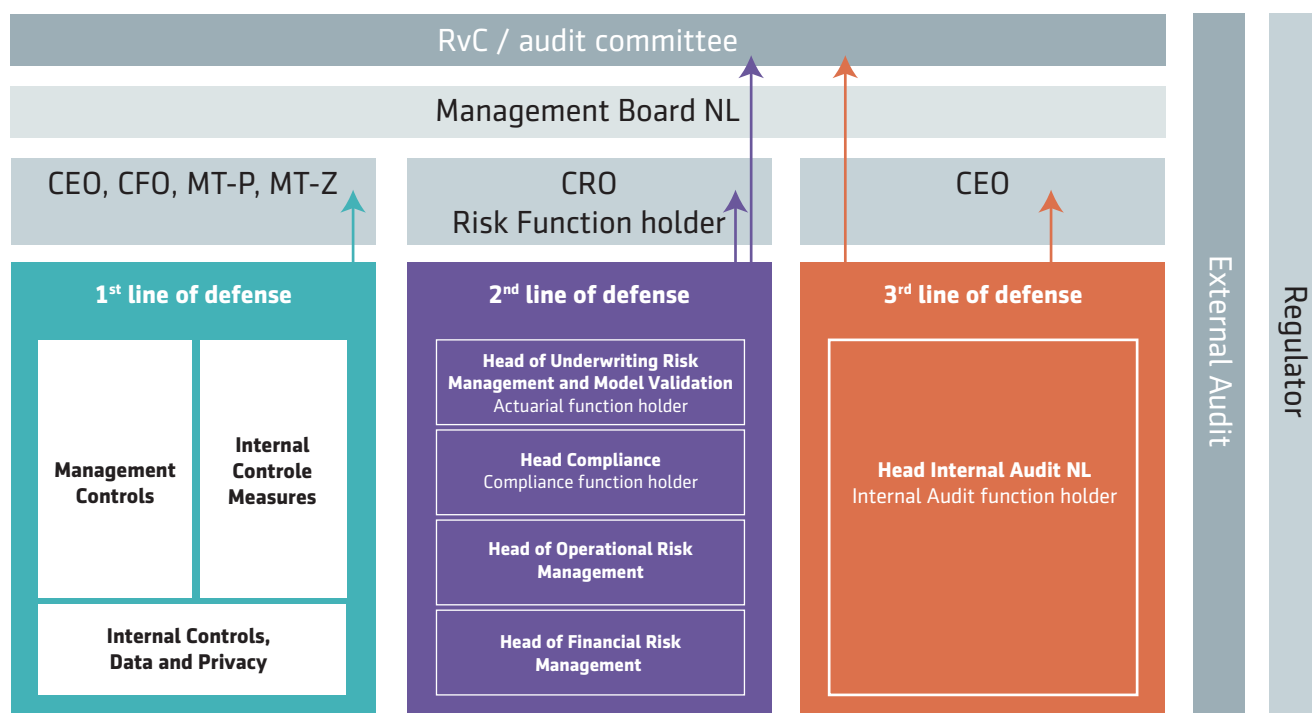 RvC / audit committee
Management Board NL
CEO, CFO, MT-P, MT-Z
CRO
Risk Function holder
CEO
1st line of defense
Management
Controls
Internal
Controle
Measures
Internal Controls,
Data and Privacy
2nd line of defense
Head of Underwriting Risk
Management and Model Validation
Actuarial function holder
Head Compliance
Compliance function holder
Head of Operational Risk
Management
Head of Financial Risk
Management
3rd line of defense
Head Internal Audit NL
Internal Audit function holder
External Audit
Regulator